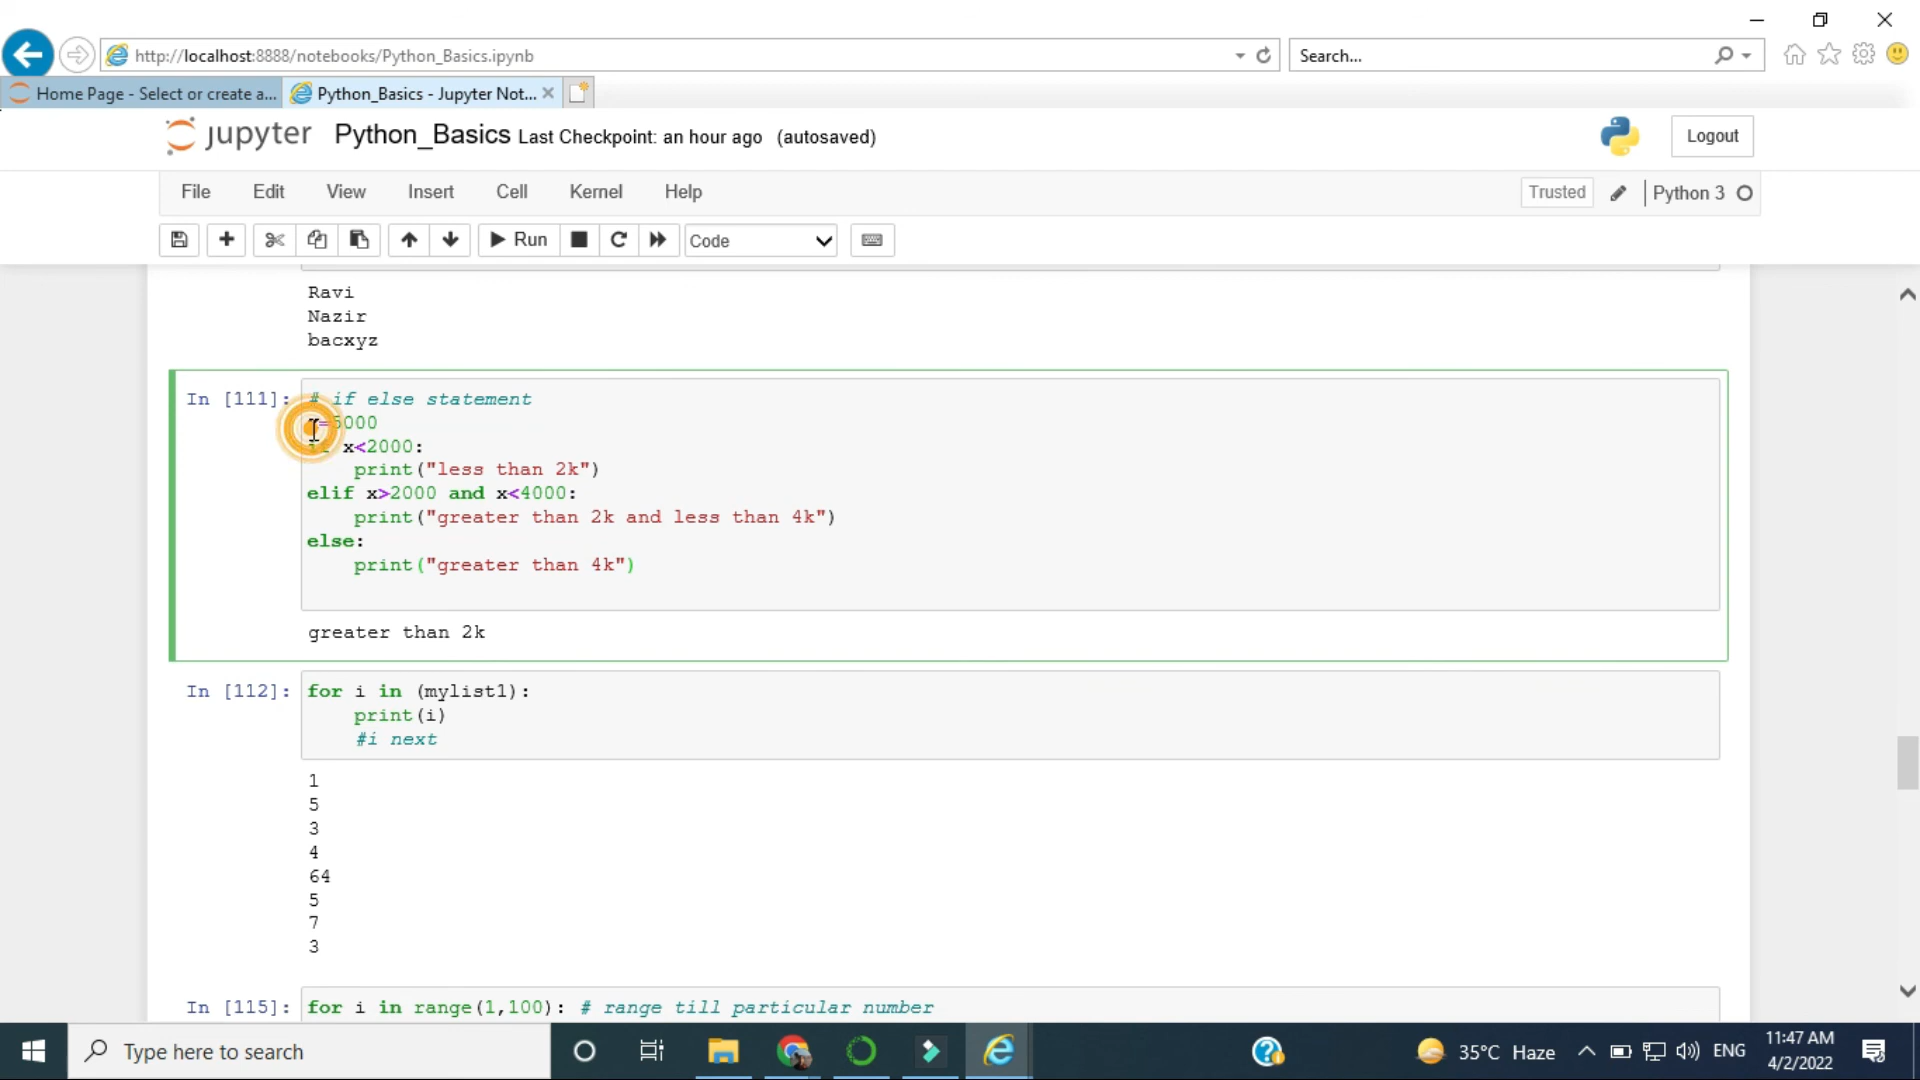 http://localhost:8888/notebooks/Python_Basics.ipynb
Search...
Home Page - Select or create a...
Python_Basics - Jupyter Not...
jupyter Python_Basics Last Checkpoint: an hour ago (autosaved)
Logout
File Edit View Insert Cell Kernel Help
Trusted
Python 3
Run
Code
Ravi
Nazir
bacxyz
In [111]: # if else statement
=5000
x<2000:
print("less than 2k")
elif x>2000 and x<4000:
print("greater than 2k and less than 4k")
else:
print("greater than 4k")
greater than 2k
In [112]: for i in (mylist1):
print(i)
#i next
1
5
3
4
64
5
7
3
In [115]: for i in range(1,100): # range till particular number
Type here to search
35°C Haze
ENG
11:47 AM
4/2/2022